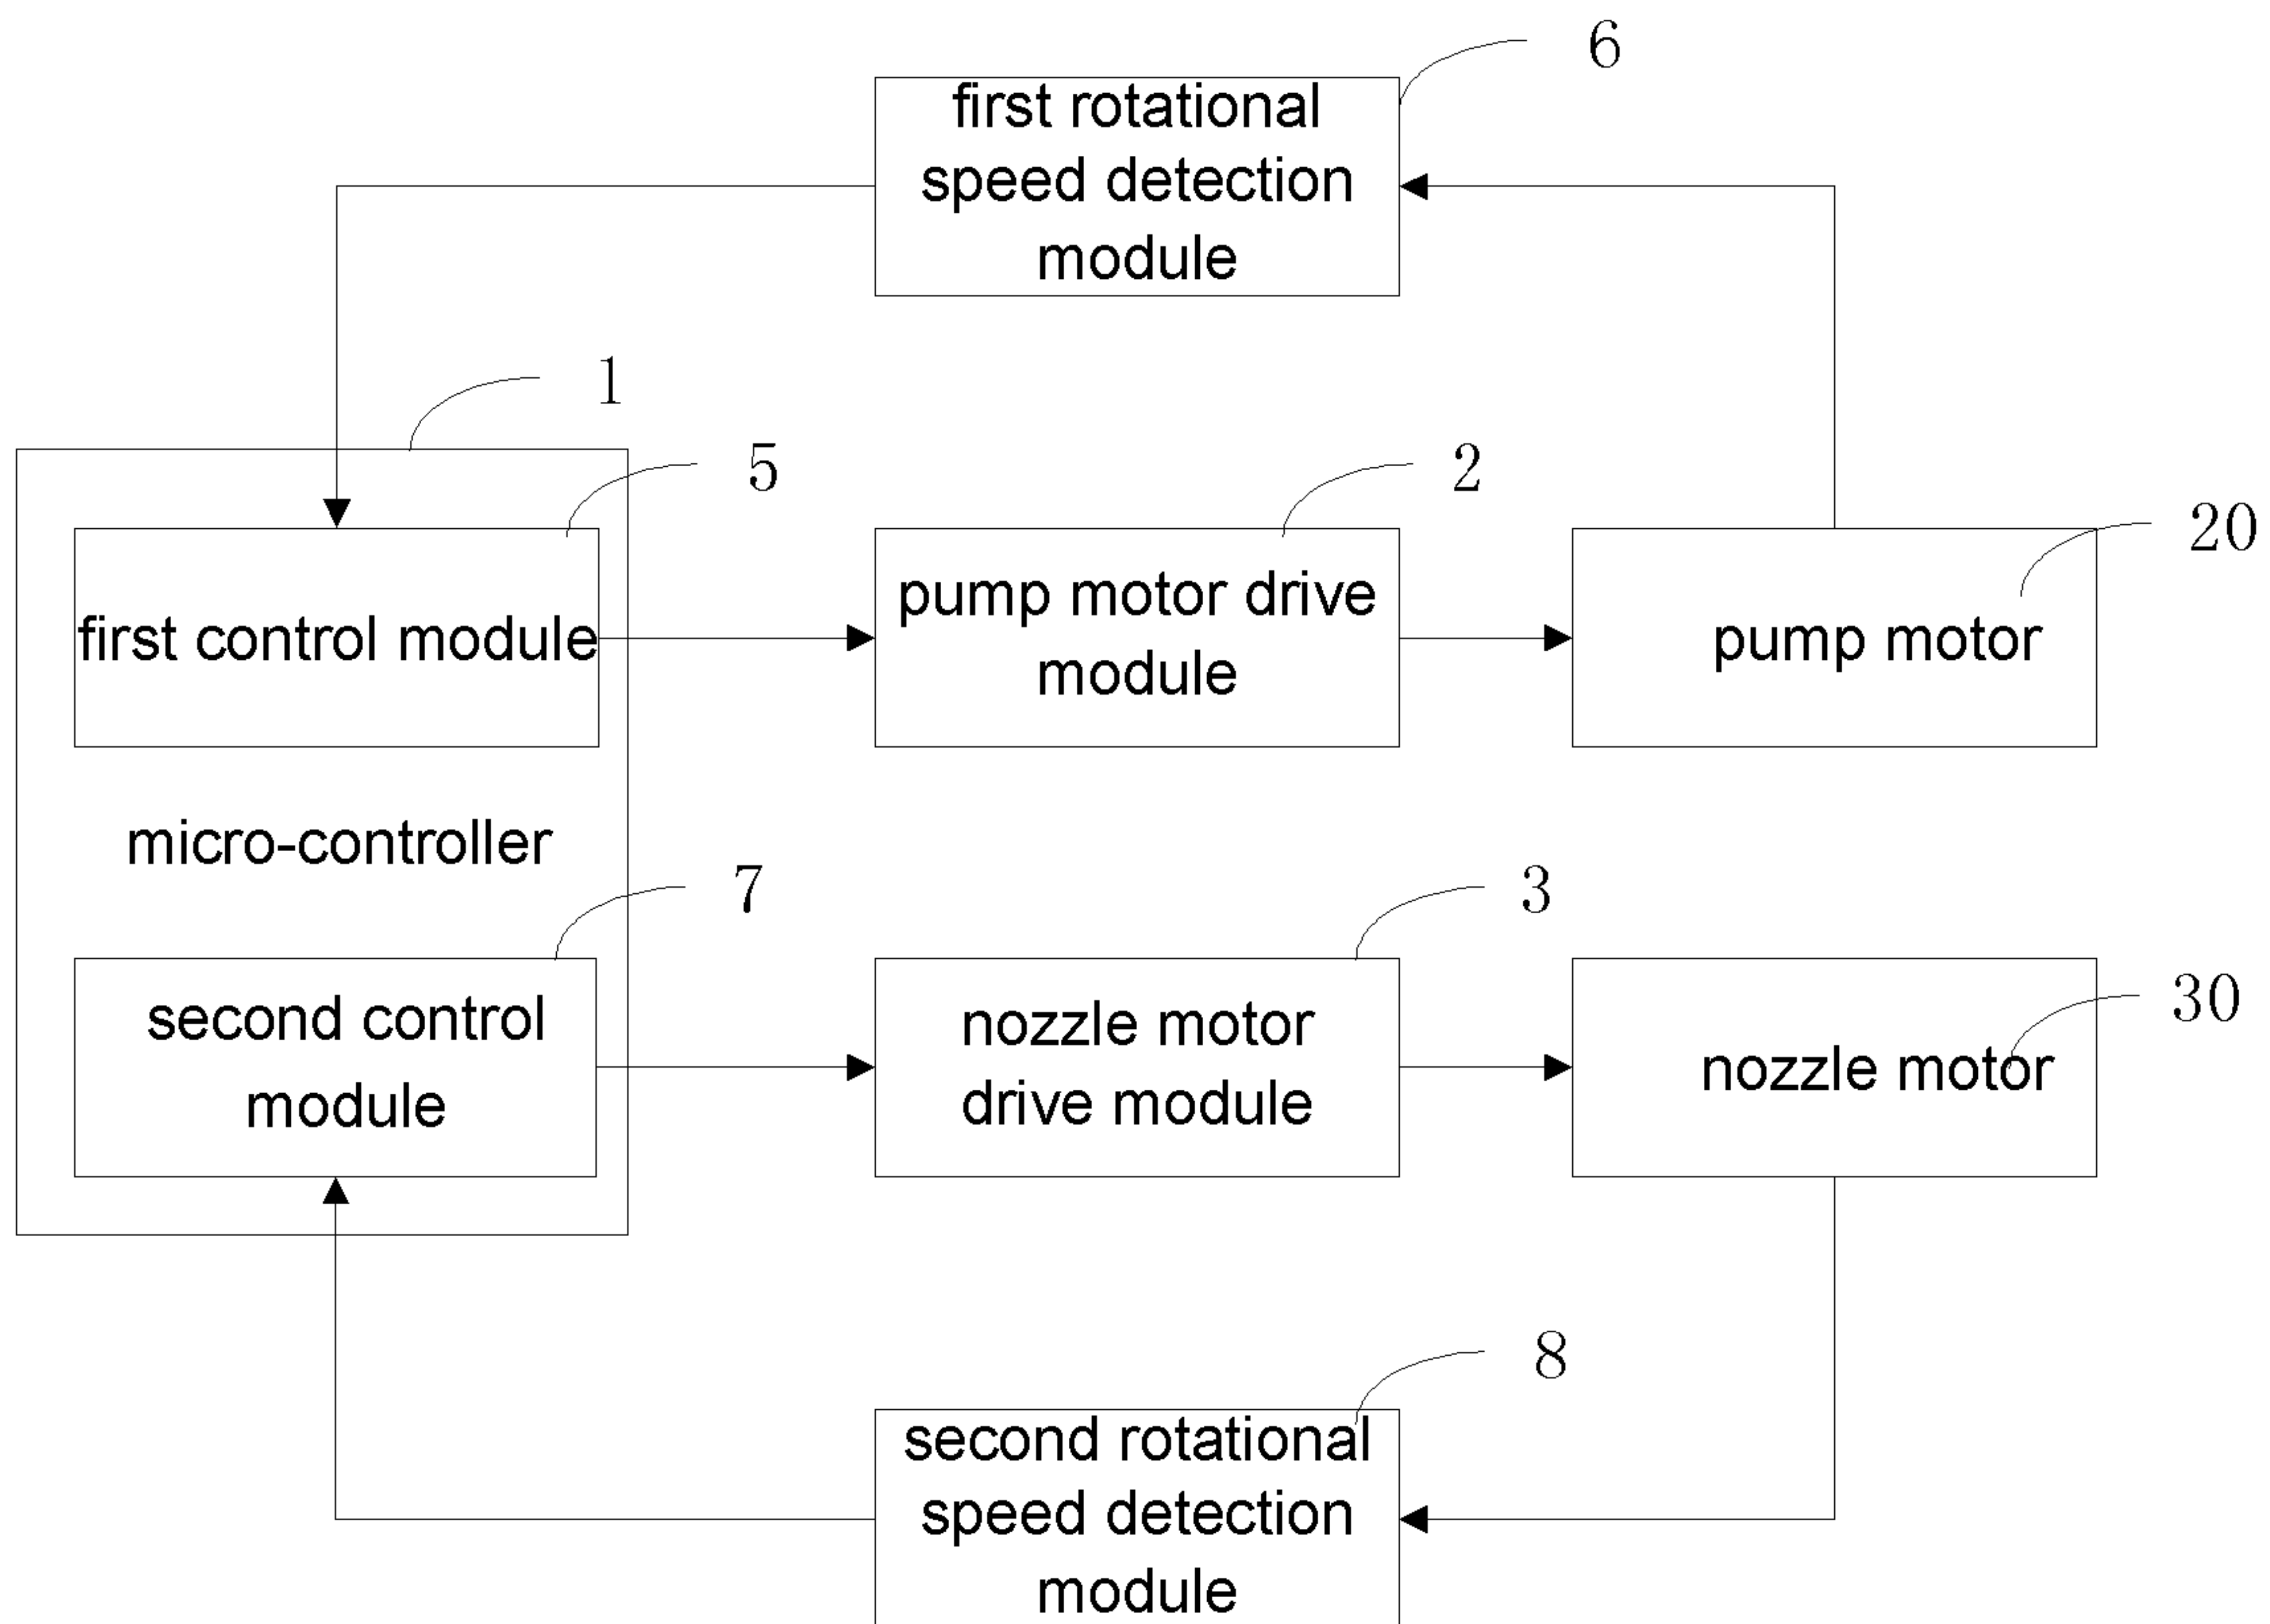 6
first rotational
speed detection
module
1
5
first control module
2
pump motor drive
module
20
pump motor
micro-controller
7
second control
module
3
nozzle motor
drive module
30
nozzle motor
8
second rotational
speed detection
module